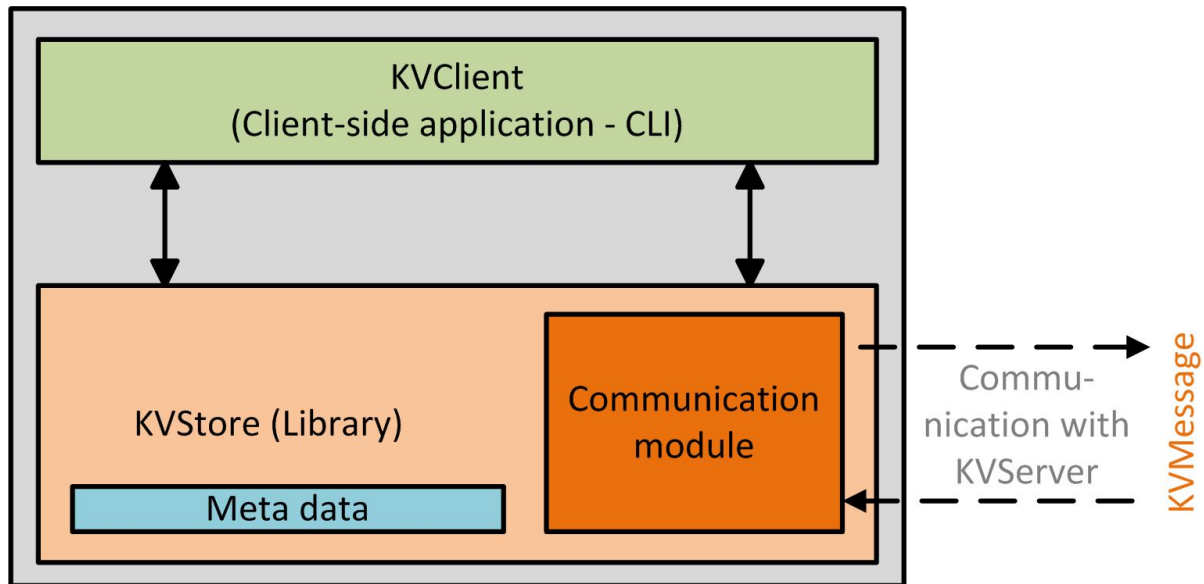 KVClient
(Client-side application - CLI)
KVStore (Library)
Meta data
Communication
module
Commu-
nication with
KVServer
KVMessage